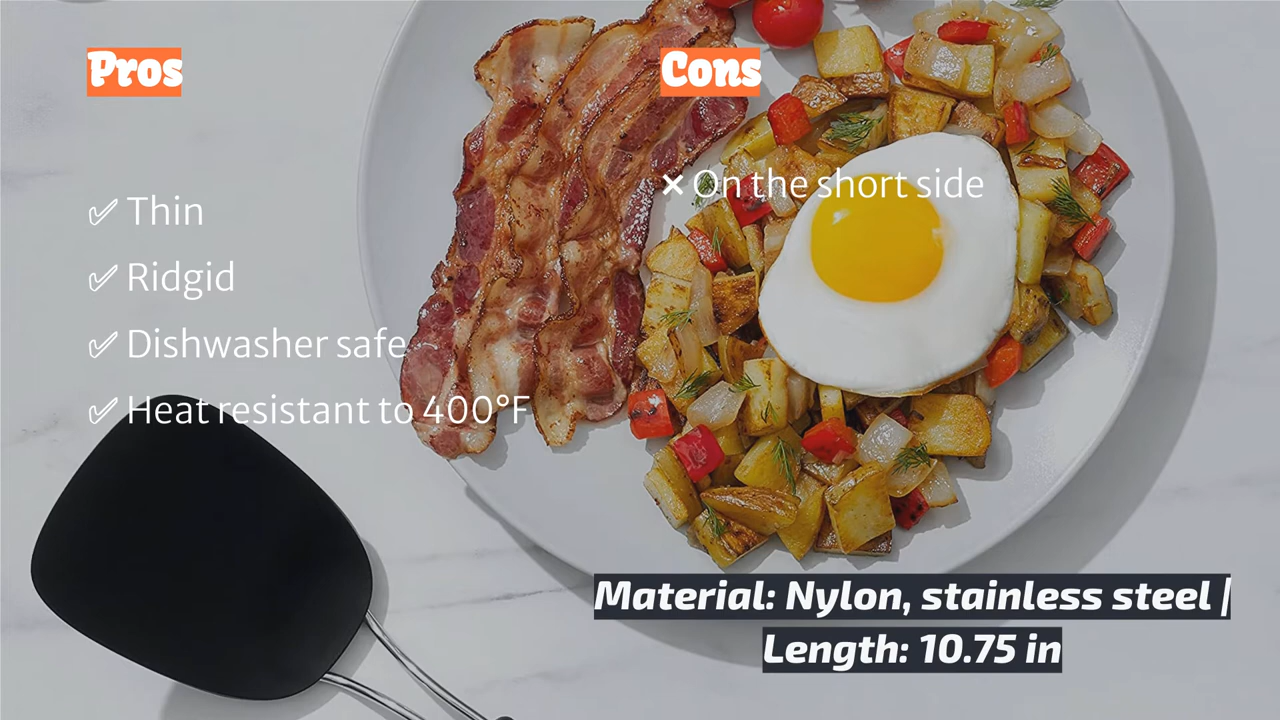 Pros
✓ Thin
✓ Ridgid
✓ Dishwasher safe
✓ Heat resistant to 400°F
Cons
× On the short side
Material: Nylon, stainless steel |
Length: 10.75 in